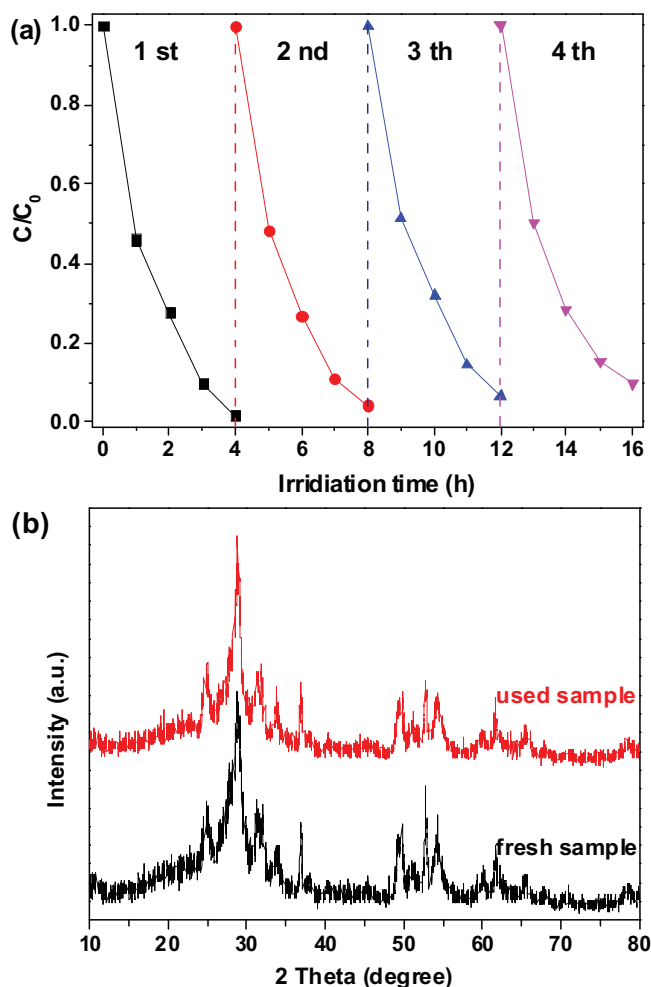 (a)
1 st 2 nd 3 th 4 th
1.0
0.8
0.6
0.4
0.2
0.0
C/C0
0 2 4 6 8 10 12 14 16
Irridiation time (h)
(b)
used sample
fresh sample
Intensity (a.u.)
10 20 30 40 50 60 70 80
2 Theta (degree)